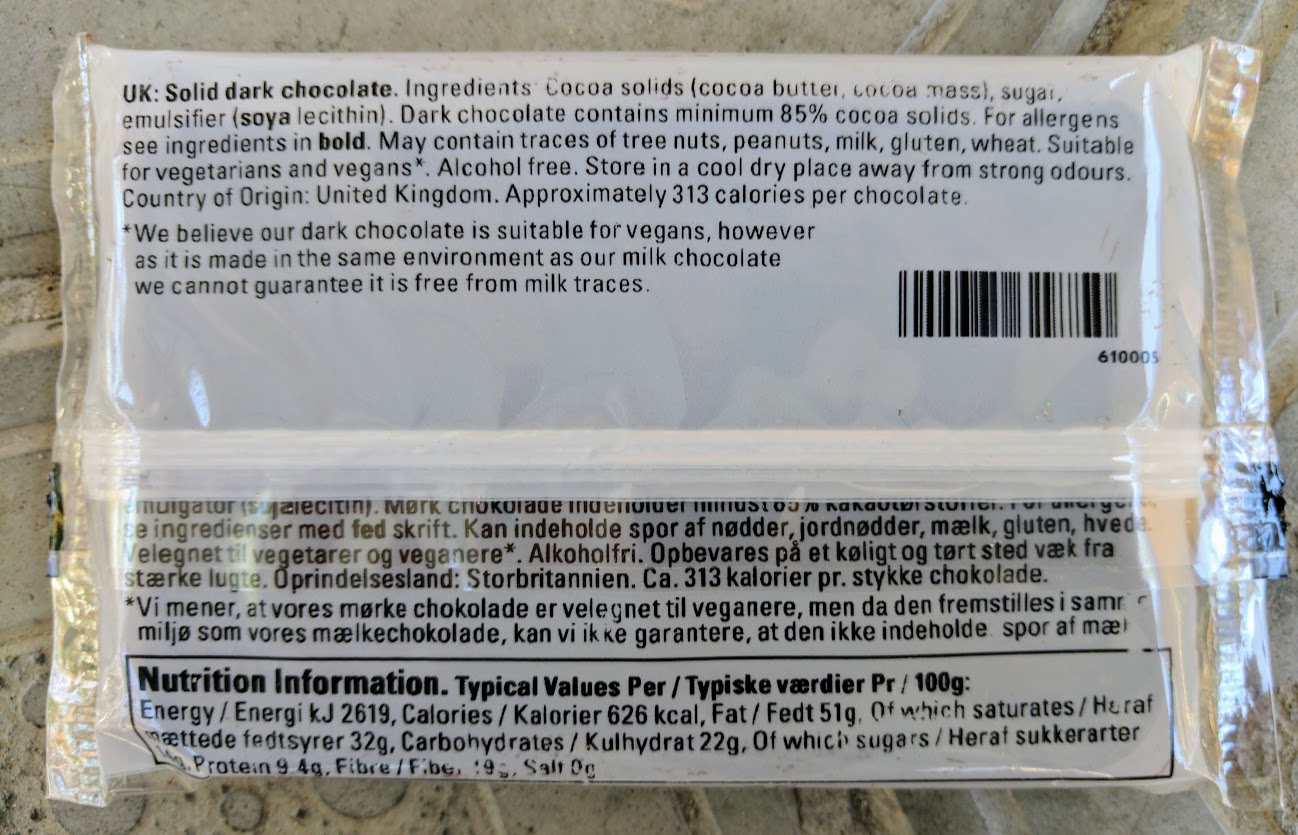 UK: Solid dark chocolate. Ingredients: Cocoa solids (cocoa butter, cocoa mass), sugar,
emulsifier (soya lecithin). Dark chocolate contains minimum 85% cocoa solids. For allergens
see ingredients in bold. May contain traces of tree nuts, peanuts, milk, gluten, wheat. Suitable
for vegetarians and vegans*. Alcohol free. Store in a cool dry place away from strong odours.
Country of Origin: United Kingdom. Approximately 313 calories per chocolate.
*We believe our dark chocolate is suitable for vegans, however
as it is made in the same environment as our milk chocolate
we cannot guarantee it is free from milk traces.
610005
emulgator (sojalecitin). Mørk chokolade indeholder minimum 85% kakaotørstoffer. For
ingredienser med fed skrift. Kan indeholde spor af nødder, jordnødder, mælk, gluten, hvede.
Velegnet til vegetarer og veganere*. Alkoholfri. Opbevares på et køligt og tørt sted væk fra
stærke lugte. Oprindelsesland: Storbritannien. Ca. 313 kalorier pr. stykke chokolade.
*Vi mener, at vores mørke chokolade er velegnet til veganere, men da den fremstilles i
miljø som vores mælkechokolade, kan vi ikke garantere, at den ikke indeholde spor af
Nutrition Information. Typical Values Per / Typiske værdier Pr / 100g:
Energy / Energi kJ 2619, Calories / Kalorier 626 kcal, Fat / Fedt 51g, Of which saturates / Heraf
mættede fedtsyrer 32g, Carbohydrates / Kulhydrat 22g, Of which sugars / Heraf sukkerarter
Protein 9.4g, Fibre / Fiber, Salt 0g